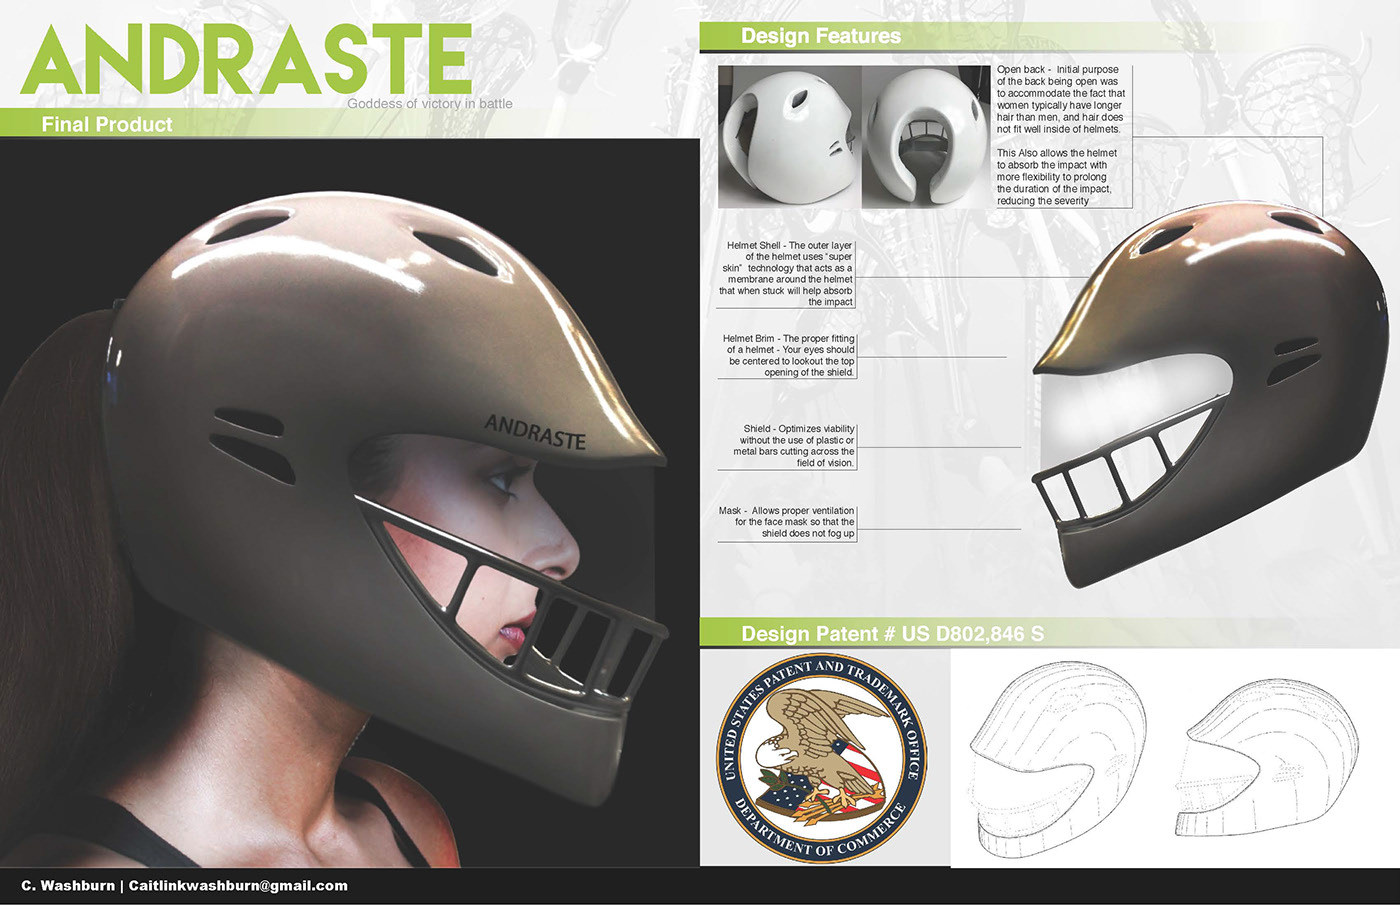 ANDRASTE
Goddess of victory in battle
Final Product
ANDRASTE
Design Features
Open back - Initial purpose
of the back being open was
to accommodate the fact that
women typically have longer
hair than men, and hair does
not fit well inside of helmets.
This Also allows the helmet
to absorb the impact with
more flexibility to prolong
the duration of the impact,
reducing the severity
Helmet Shell - The outer layer
of the helmet uses "super
skin" technology that acts as a
membrane around the helmet
that when stuck will help absorb
the impact
Helmet Brim - The proper fitting
of a helmet - Your eyes should
be centered to lookout the top
opening of the shield.
Shield - Optimizes viability
without the use of plastic or
metal bars cutting across the
field of vision.
Mask - Allows proper ventilation
for the face mask so that the
shield does not fog up
Design Patent # US D802,846 S
UNITED STATES PATENT AND TRADEMARK OFFICE
DEPARTMENT OF COMMERCE
C. Washburn | Caitlinkwashburn@gmail.com